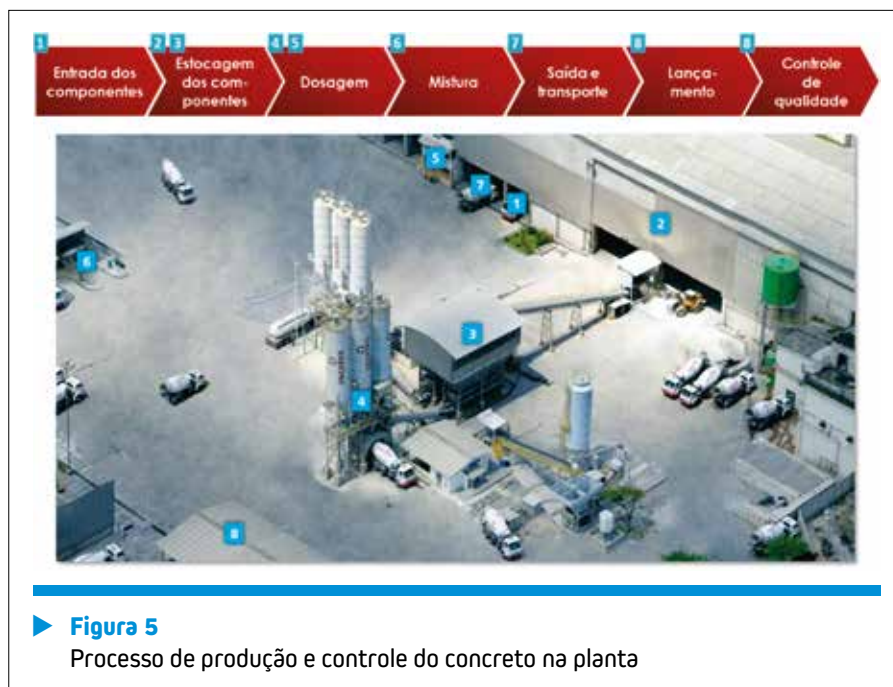 1
2
3
4
5
6
7
8
8
Entrada dos
componentes
Estocagem
dos com-
ponentes
Dosagem
Mistura
Saída e
transporte
Lança-
mento
Controle
de
qualidade
5
7
1
2
6
3
4
8
Figura 5
Processo de produção e controle do concreto na planta